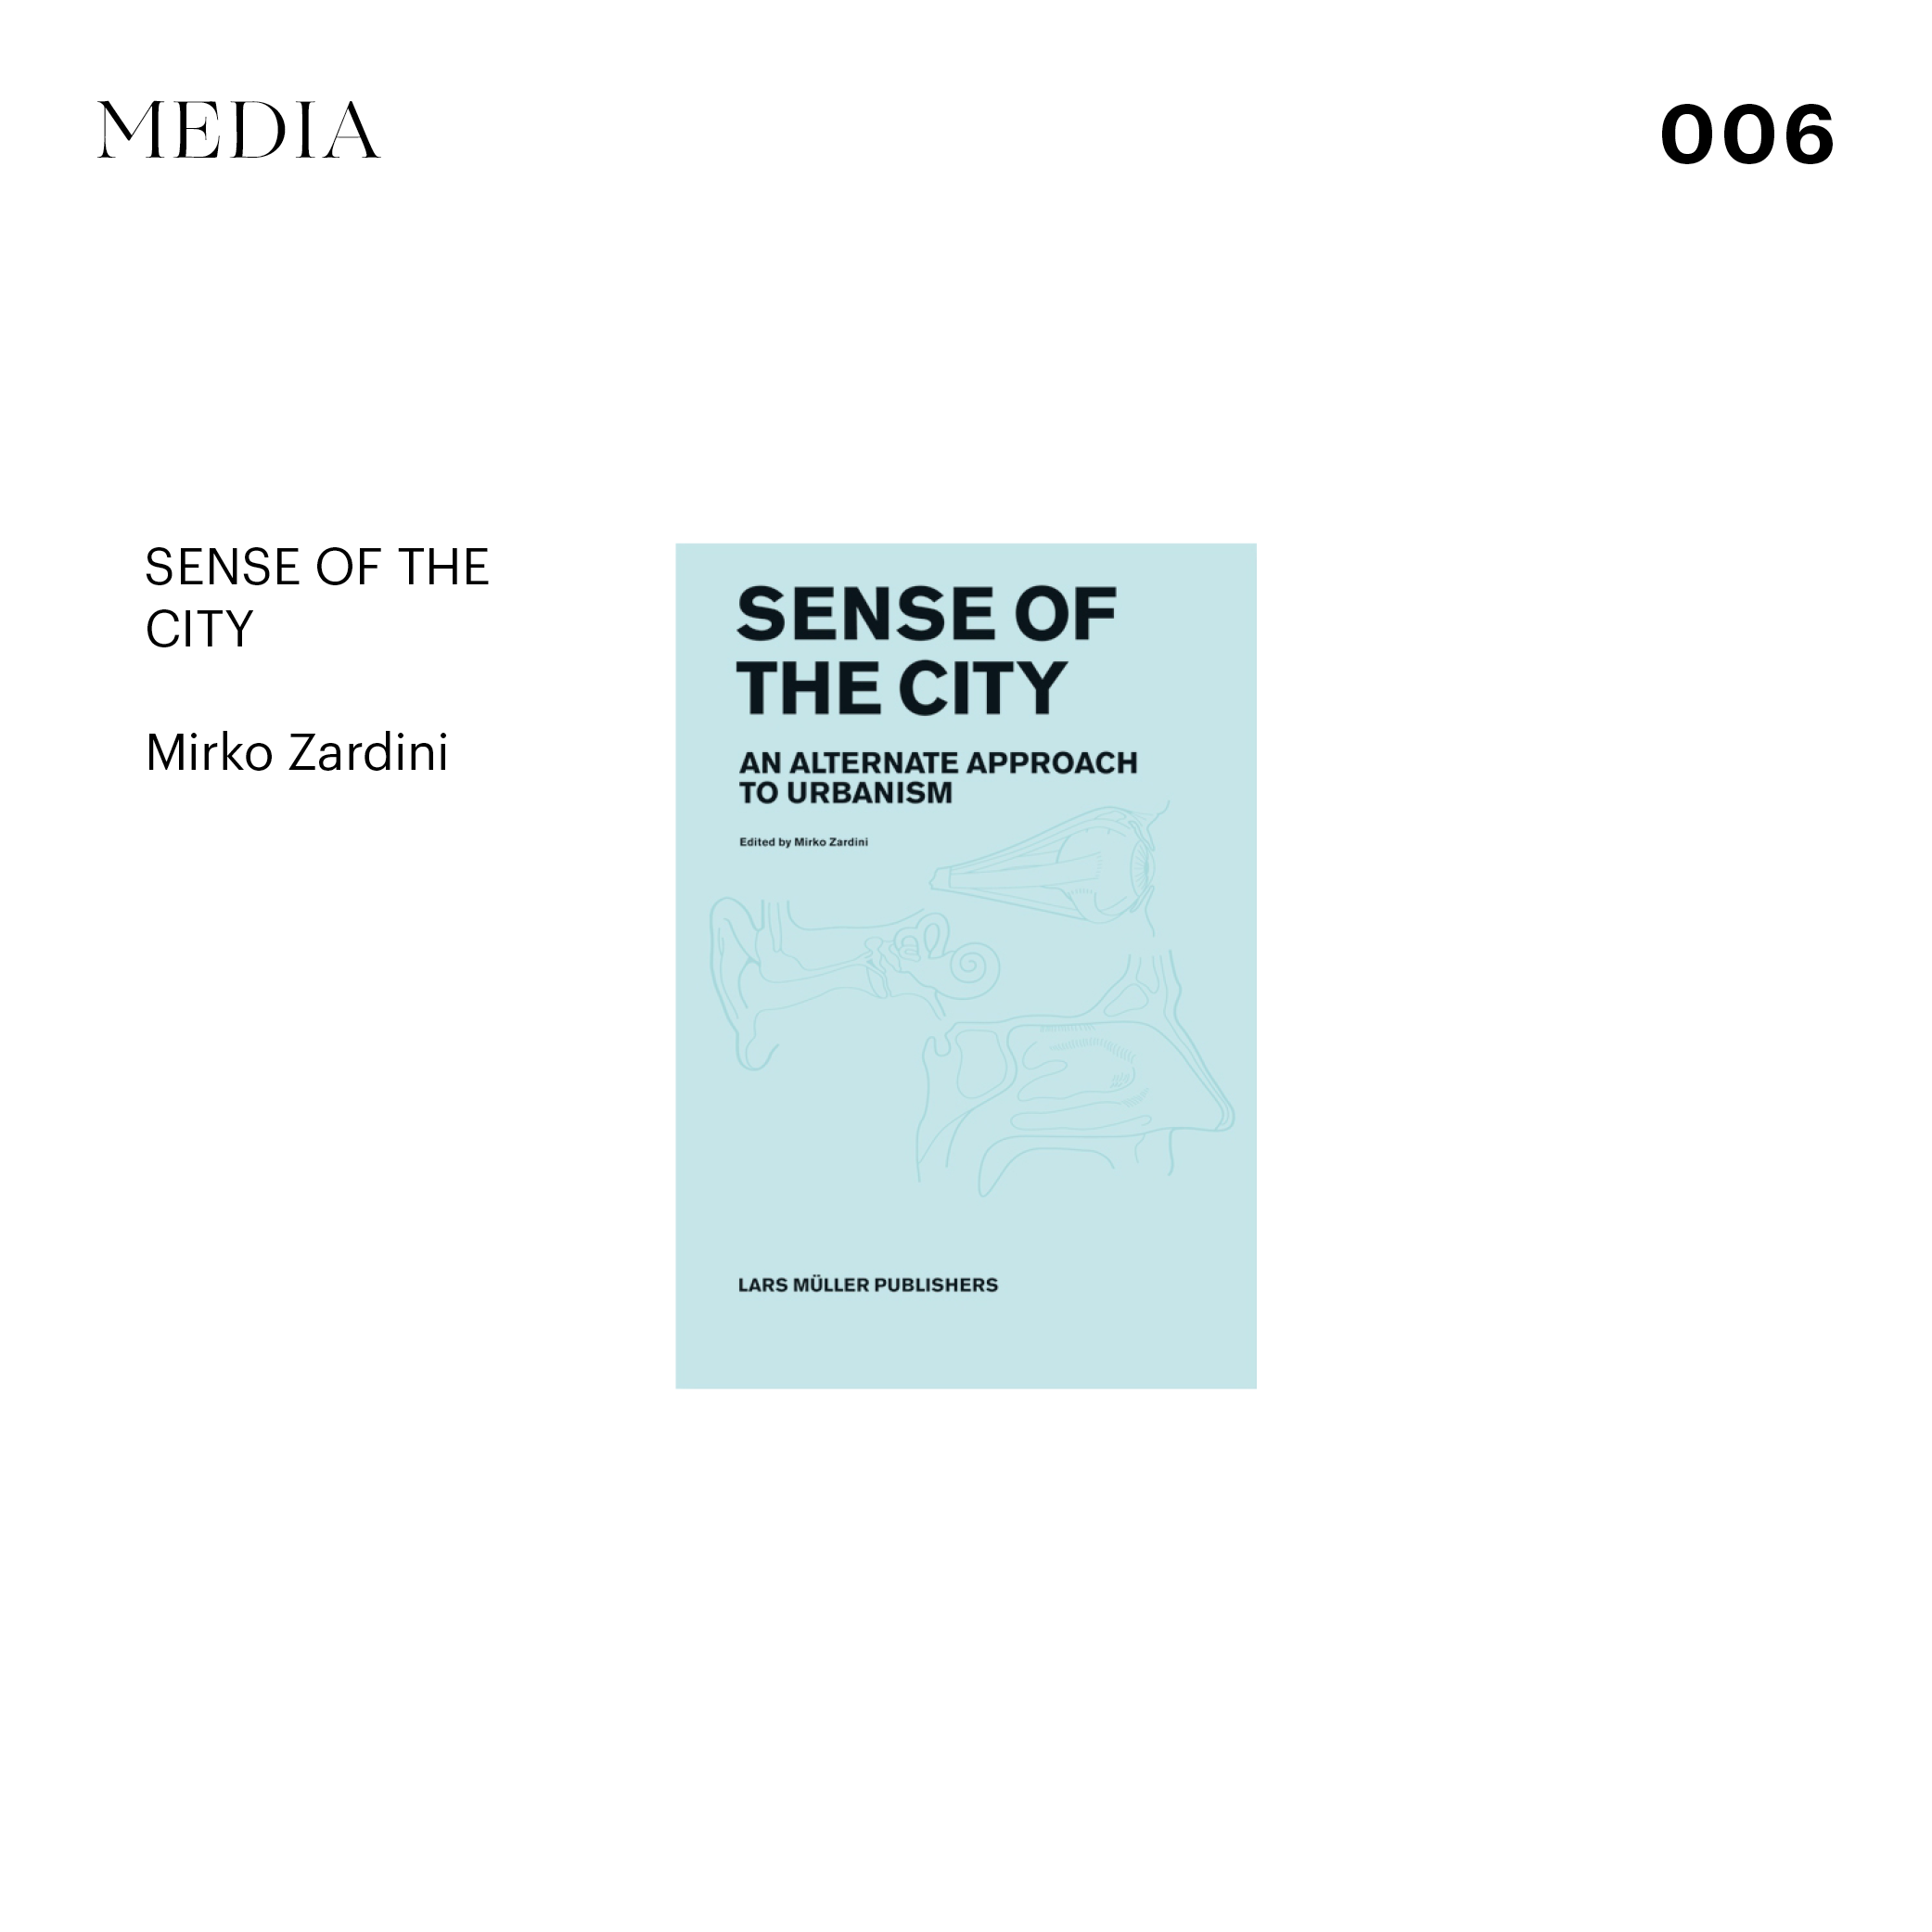 MEDIA
006
SENSE OF THE
CITY
Mirko Zardini
SENSE OF
THE CITY
AN ALTERNATE APPROACH
TO URBANISM
Edited by Mirko Zardini
LARS MÜLLER PUBLISHERS